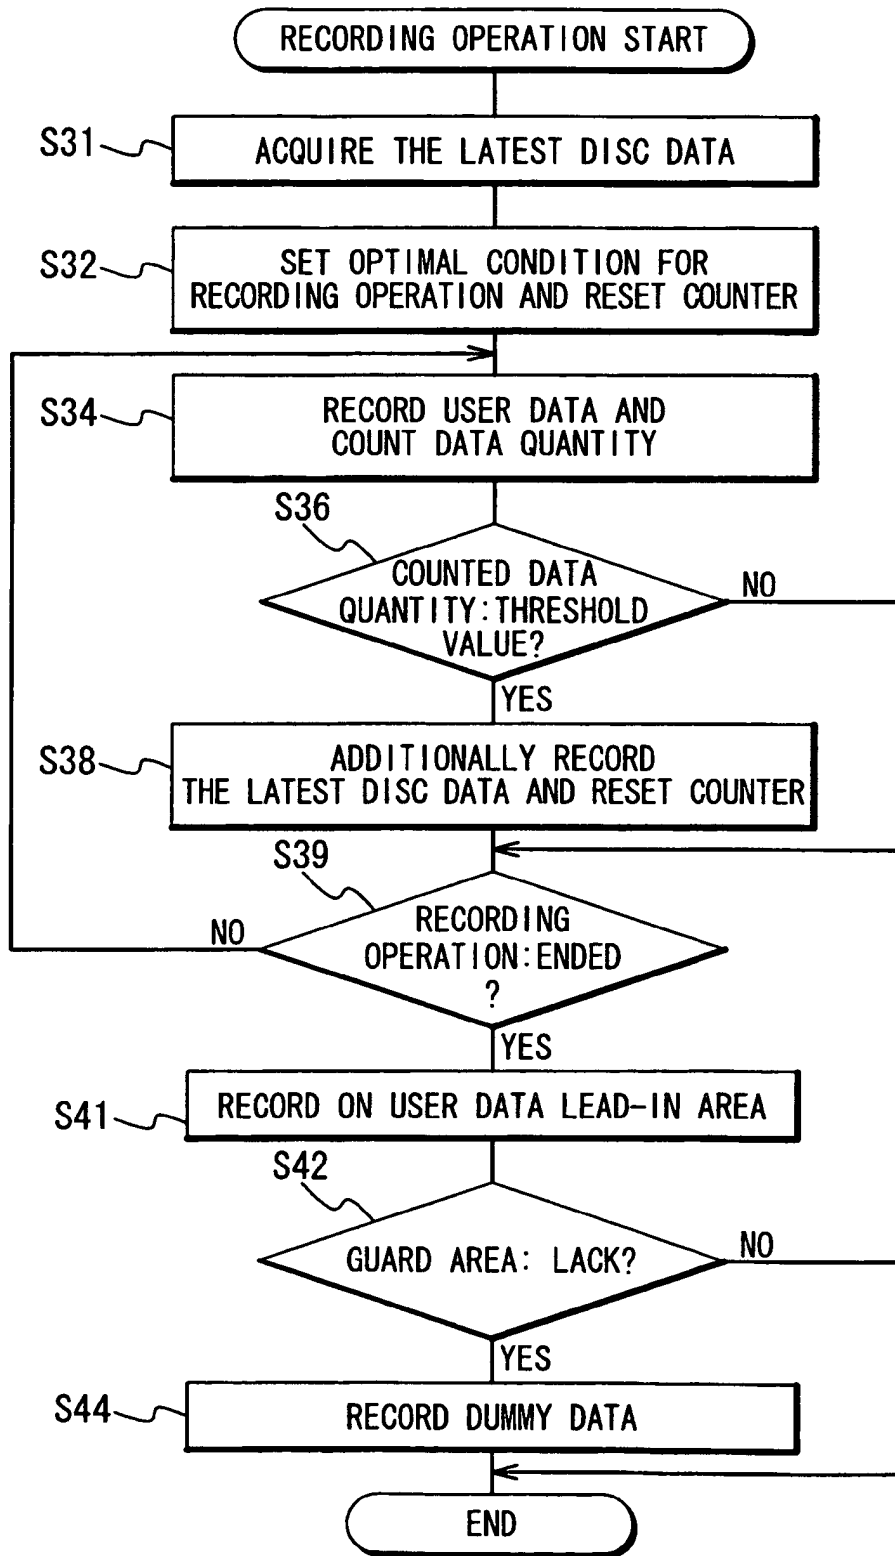 RECORDING OPERATION START
S31
ACQUIRE THE LATEST DISC DATA
S32
SET OPTIMAL CONDITION FOR
RECORDING OPERATION AND RESET COUNTER
S34
RECORD USER DATA AND
COUNT DATA QUANTITY
S36
COUNTED DATA
QUANTITY:THRESHOLD
VALUE?
NO
YES
S38
ADDITIONALLY RECORD
THE LATEST DISC DATA AND RESET COUNTER
S39
RECORDING
OPERATION:ENDED
?
NO
YES
S41
RECORD ON USER DATA LEAD-IN AREA
S42
GUARD AREA: LACK?
NO
YES
S44
RECORD DUMMY DATA
END